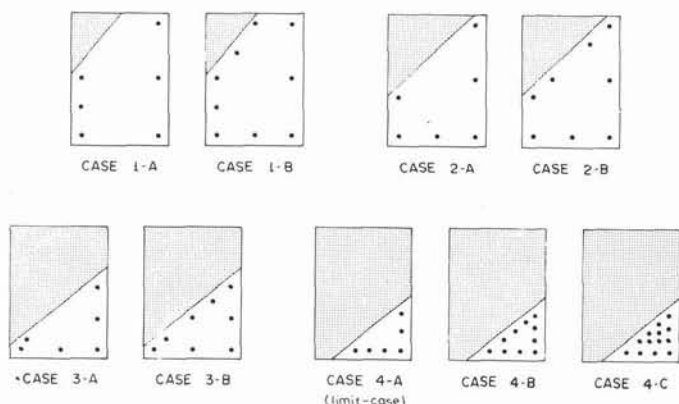 CASE 1-A
CASE 1-B
CASE 2-A
CASE 2-B
CASE 3-A
CASE 3-B
CASE 4-A
(limit-case)
CASE 4-B
CASE 4-C